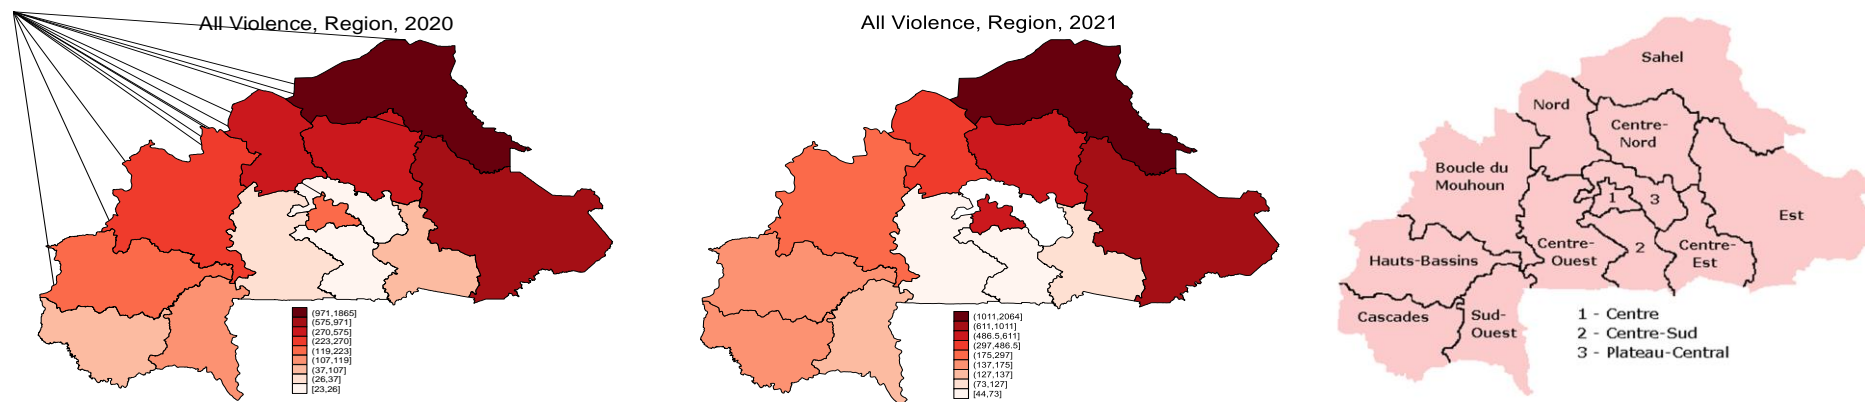 All Violence, Region, 2020
(971,1865]
(575,971]
(270,575]
(223,270]
(119,223]
(107,119]
(37,107]
(26,37]
[23,26]
All Violence, Region, 2021
(1011,2064]
(611,1011]
(486.5,611]
(297,486.5]
(175,297]
(137,175]
(127,137]
(73,127]
[44,73]
Sahel
Nord
Centre-
Nord
Boucle du
Mouhoun
1
3
Est
Centre-
Ouest
2
Centre-
Est
Hauts-Bassins
Cascades
Sud-
Ouest
1 - Centre
2 - Centre-Sud
3 - Plateau-Central